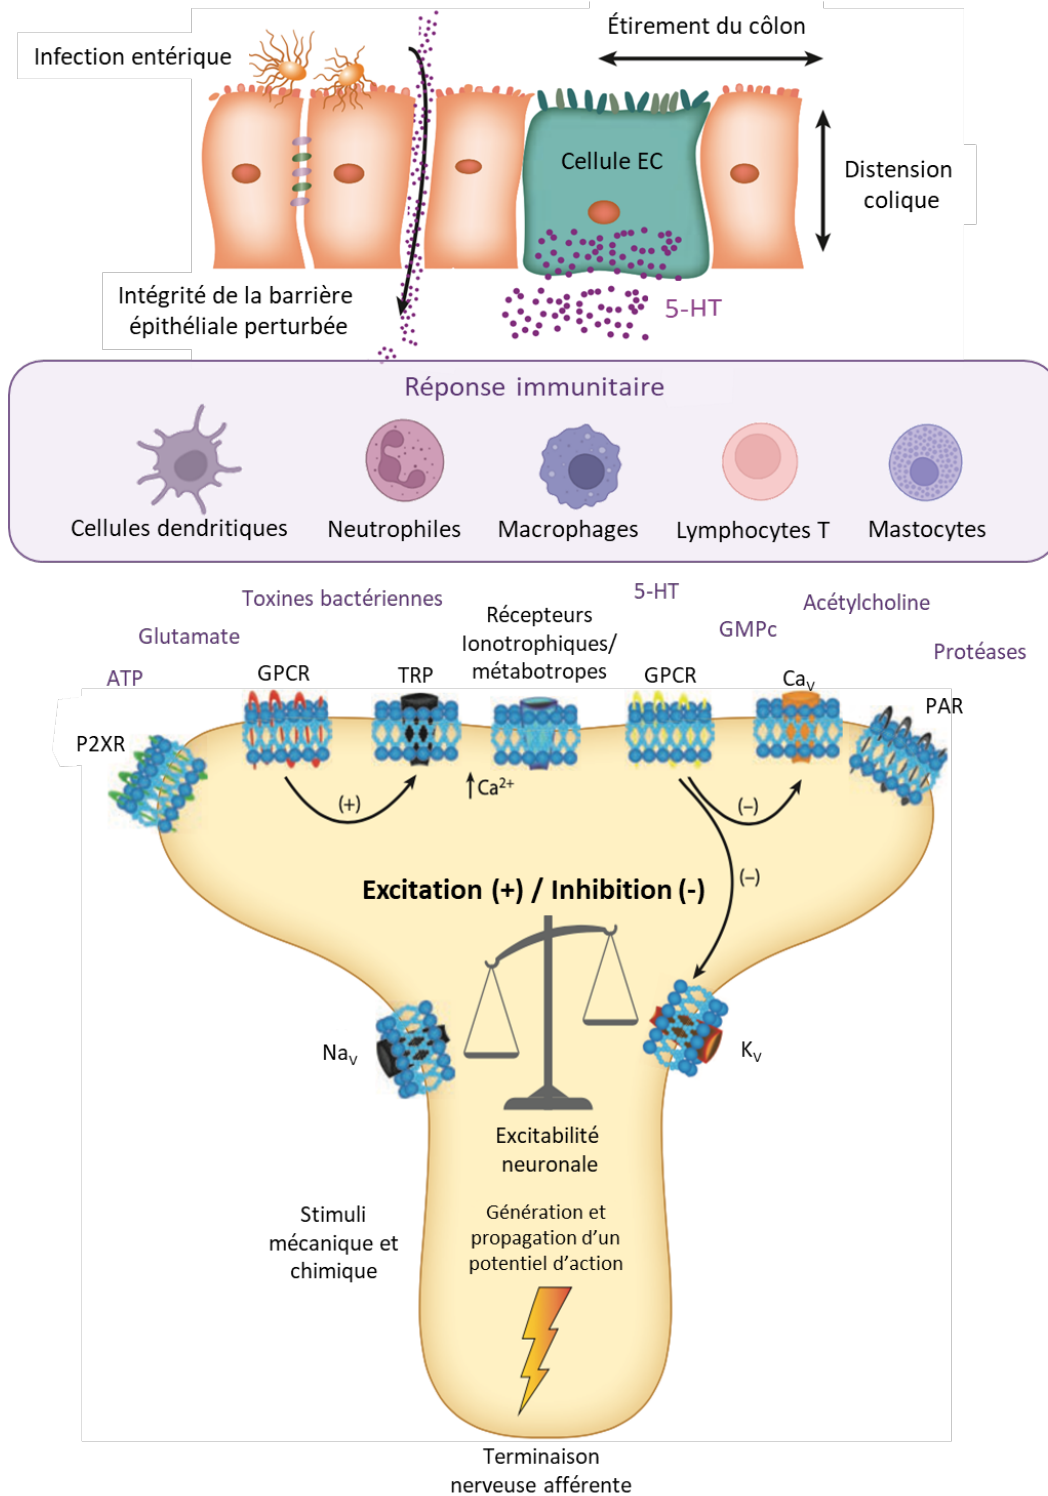 Étirement du côlon
Infection entérique
Cellule EC
Distension
colique
Intégrité de la barrière
épithéliale perturbée
5-HT
Réponse immunitaire
Cellules dendritiques
Neutrophiles
Macrophages
Lymphocytes T
Mastocytes
5-HT
Toxines bactériennes
Acétylcholine
Récepteurs
Ionotrophiques/
métabotropes
Glutamate
GMPc
Protéases
ATP
GPCR
TRP
GPCR
Caᵥ
PAR
P2XR
↑Ca²⁺
(+)
(–)
(–)
Excitation (+) / Inhibition (-)
Naᵥ
Kᵥ
Excitabilité
neuronale
Stimuli
mécanique et
chimique
Génération et
propagation d’un
potentiel d’action
Terminaison
nerveuse afférente